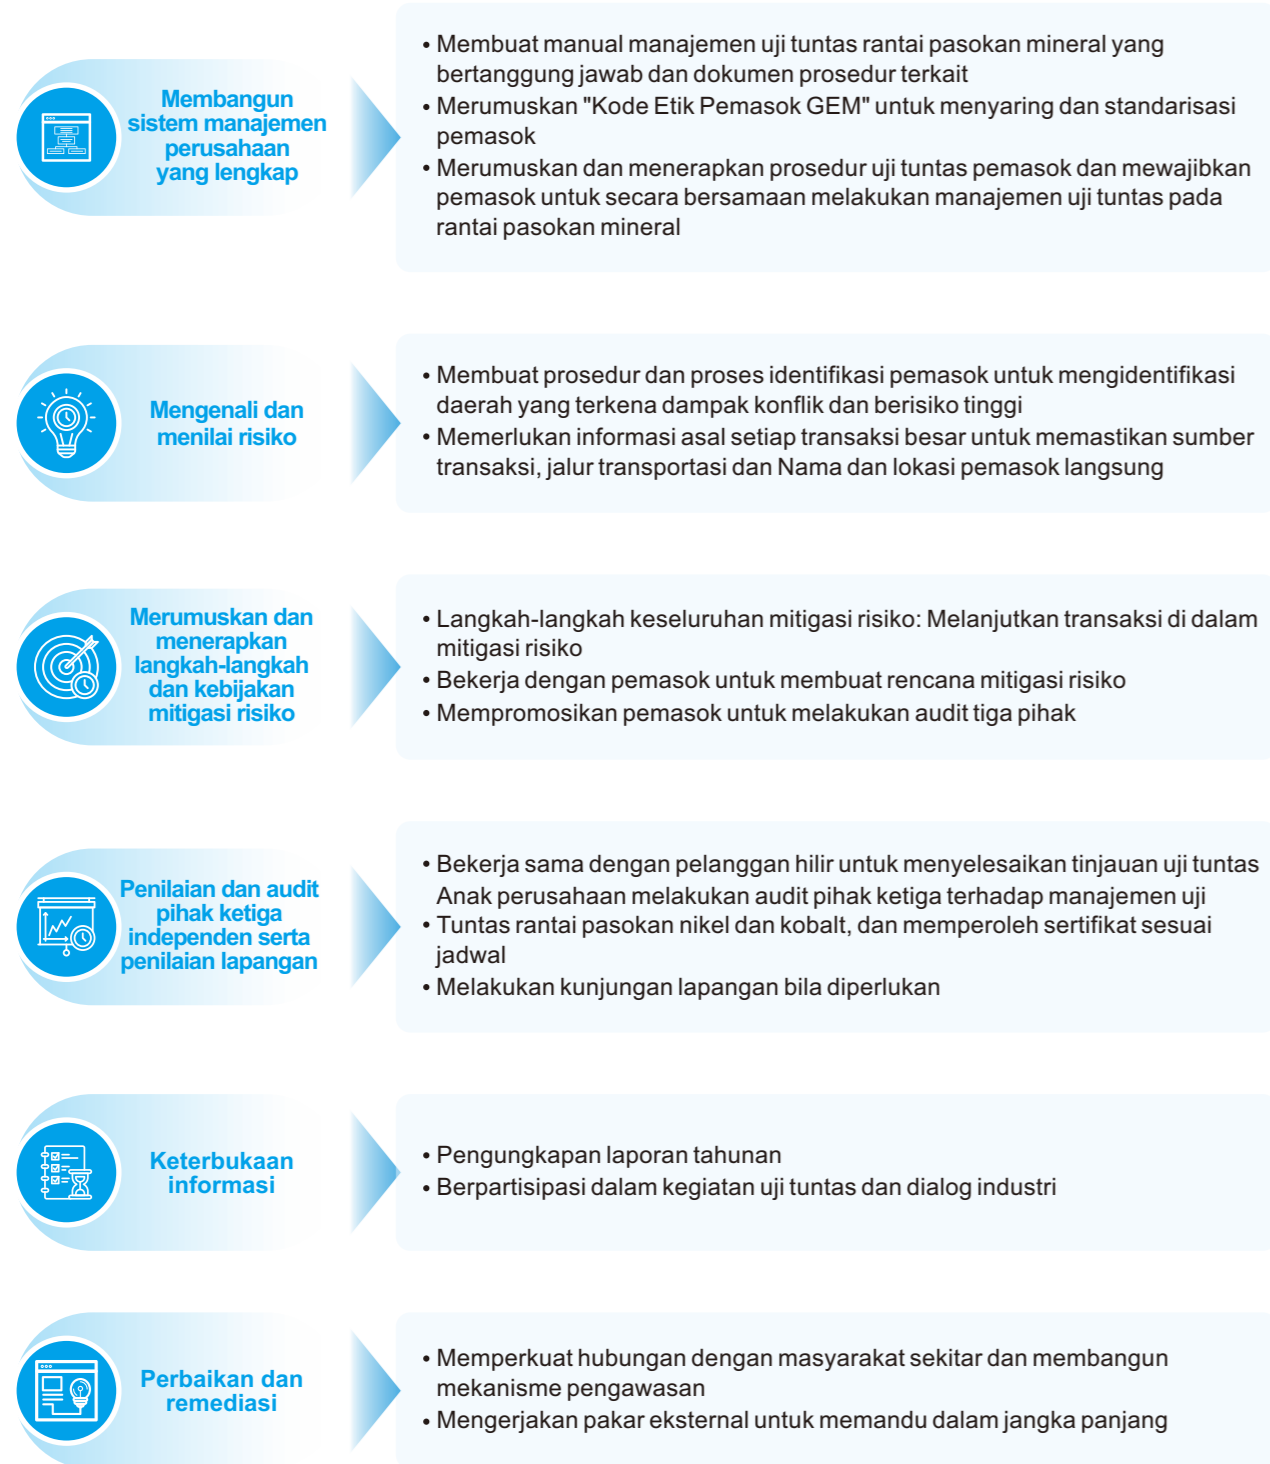 Membangun
sistem manajemen
perusahaan
yang lengkap
• Membuat manual manajemen uji tuntas rantai pasokan mineral yang
bertanggung jawab dan dokumen prosedur terkait
• Merumuskan "Kode Etik Pemasok GEM" untuk menyaring dan standarisasi
pemasok
• Merumuskan dan menerapkan prosedur uji tuntas pemasok dan mewajibkan
pemasok untuk secara bersamaan melakukan manajemen uji tuntas pada
rantai pasokan mineral
Mengenali dan
menilai risiko
• Membuat prosedur dan proses identifikasi pemasok untuk mengidentifikasi
daerah yang terkena dampak konflik dan berisiko tinggi
• Memerlukan informasi asal setiap transaksi besar untuk memastikan sumber
transaksi, jalur transportasi dan Nama dan lokasi pemasok langsung
Merumuskan dan
menerapkan
langkah-langkah
dan kebijakan
mitigasi risiko
• Langkah-langkah keseluruhan mitigasi risiko: Melanjutkan transaksi di dalam
mitigasi risiko
• Bekerja dengan pemasok untuk membuat rencana mitigasi risiko
• Mempromosikan pemasok untuk melakukan audit tiga pihak
Penilaian dan audit
pihak ketiga
independen serta
penilaian lapangan
• Bekerja sama dengan pelanggan hilir untuk menyelesaikan tinjauan uji tuntas
Anak perusahaan melakukan audit pihak ketiga terhadap manajemen uji
• Tuntas rantai pasokan nikel dan kobalt, dan memperoleh sertifikat sesuai
jadwal
• Melakukan kunjungan lapangan bila diperlukan
Keterbukaan
informasi
• Pengungkapan laporan tahunan
• Berpartisipasi dalam kegiatan uji tuntas dan dialog industri
Perbaikan dan
remediasi
• Memperkuat hubungan dengan masyarakat sekitar dan membangun
mekanisme pengawasan
• Mengerjakan pakar eksternal untuk memandu dalam jangka panjang